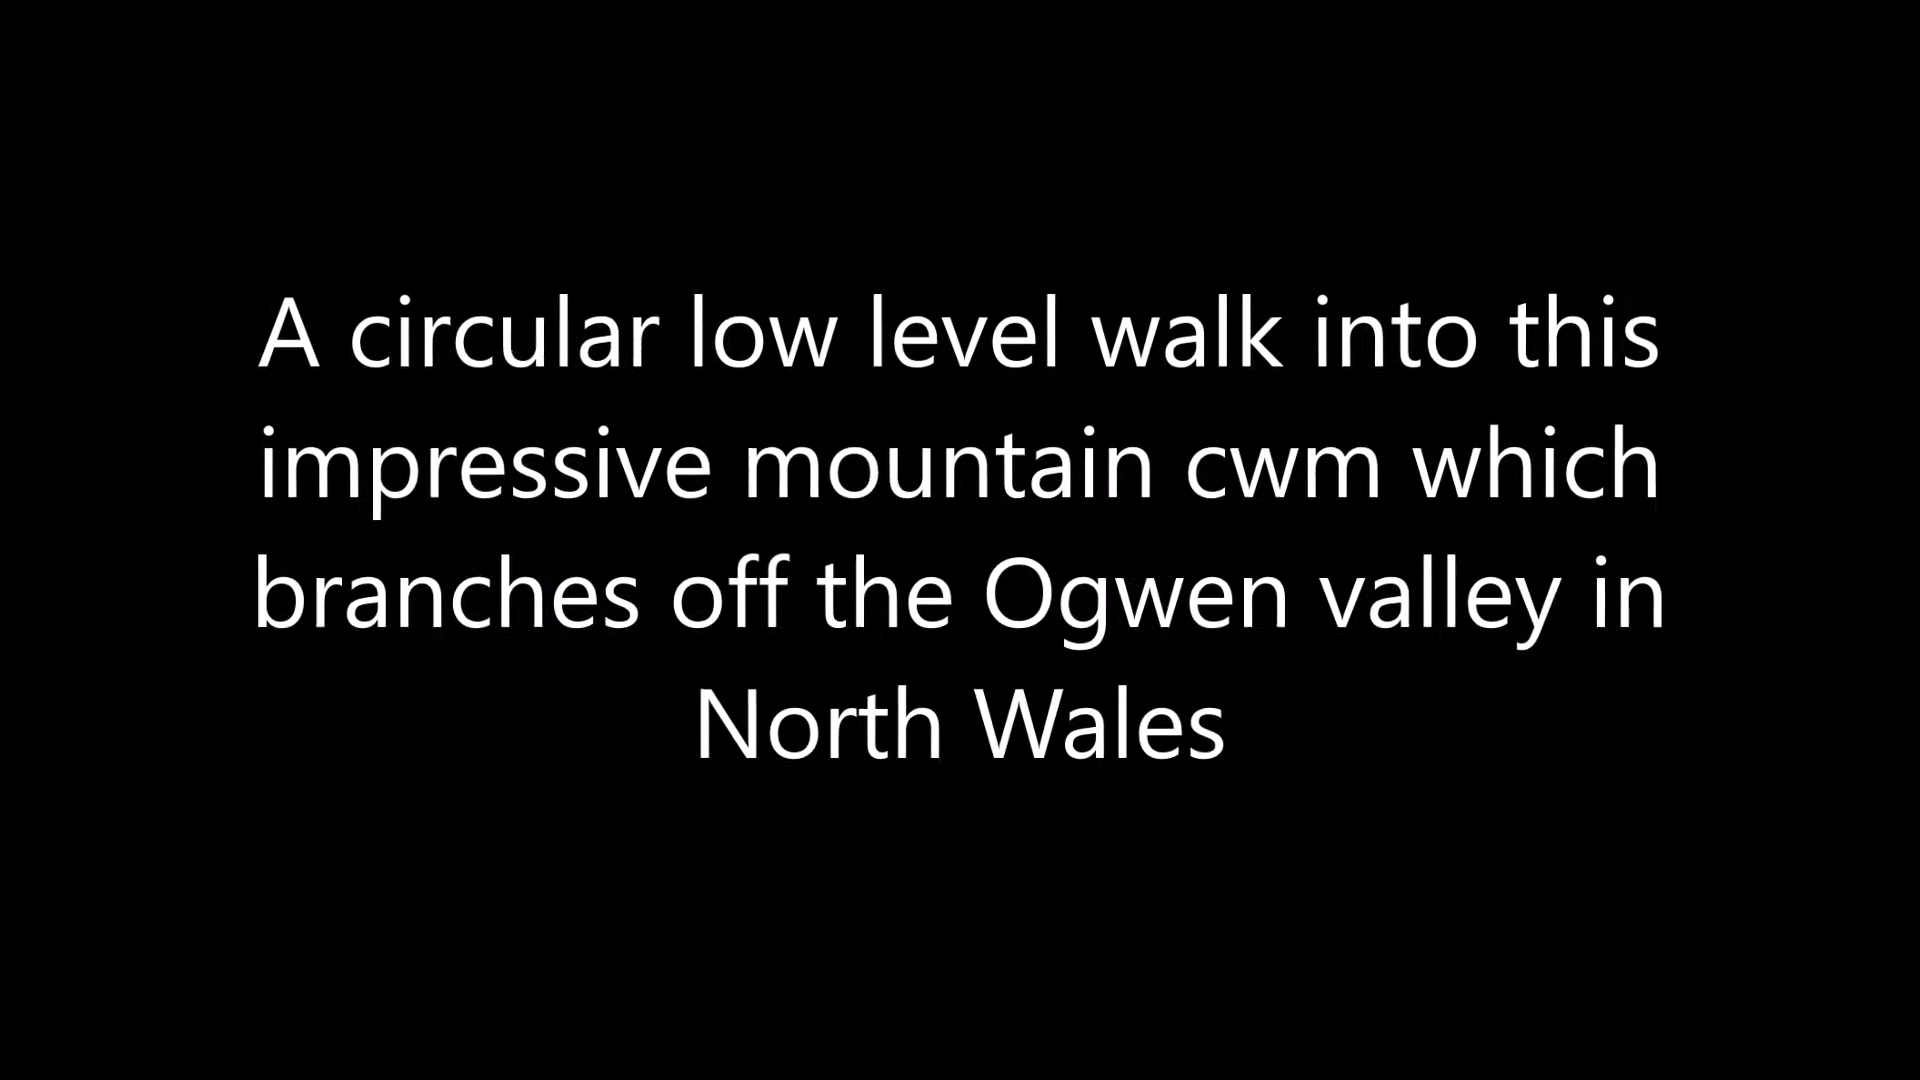 A circular low level walk into this
impressive mountain cwm which
branches off the Ogwen valley in
North Wales